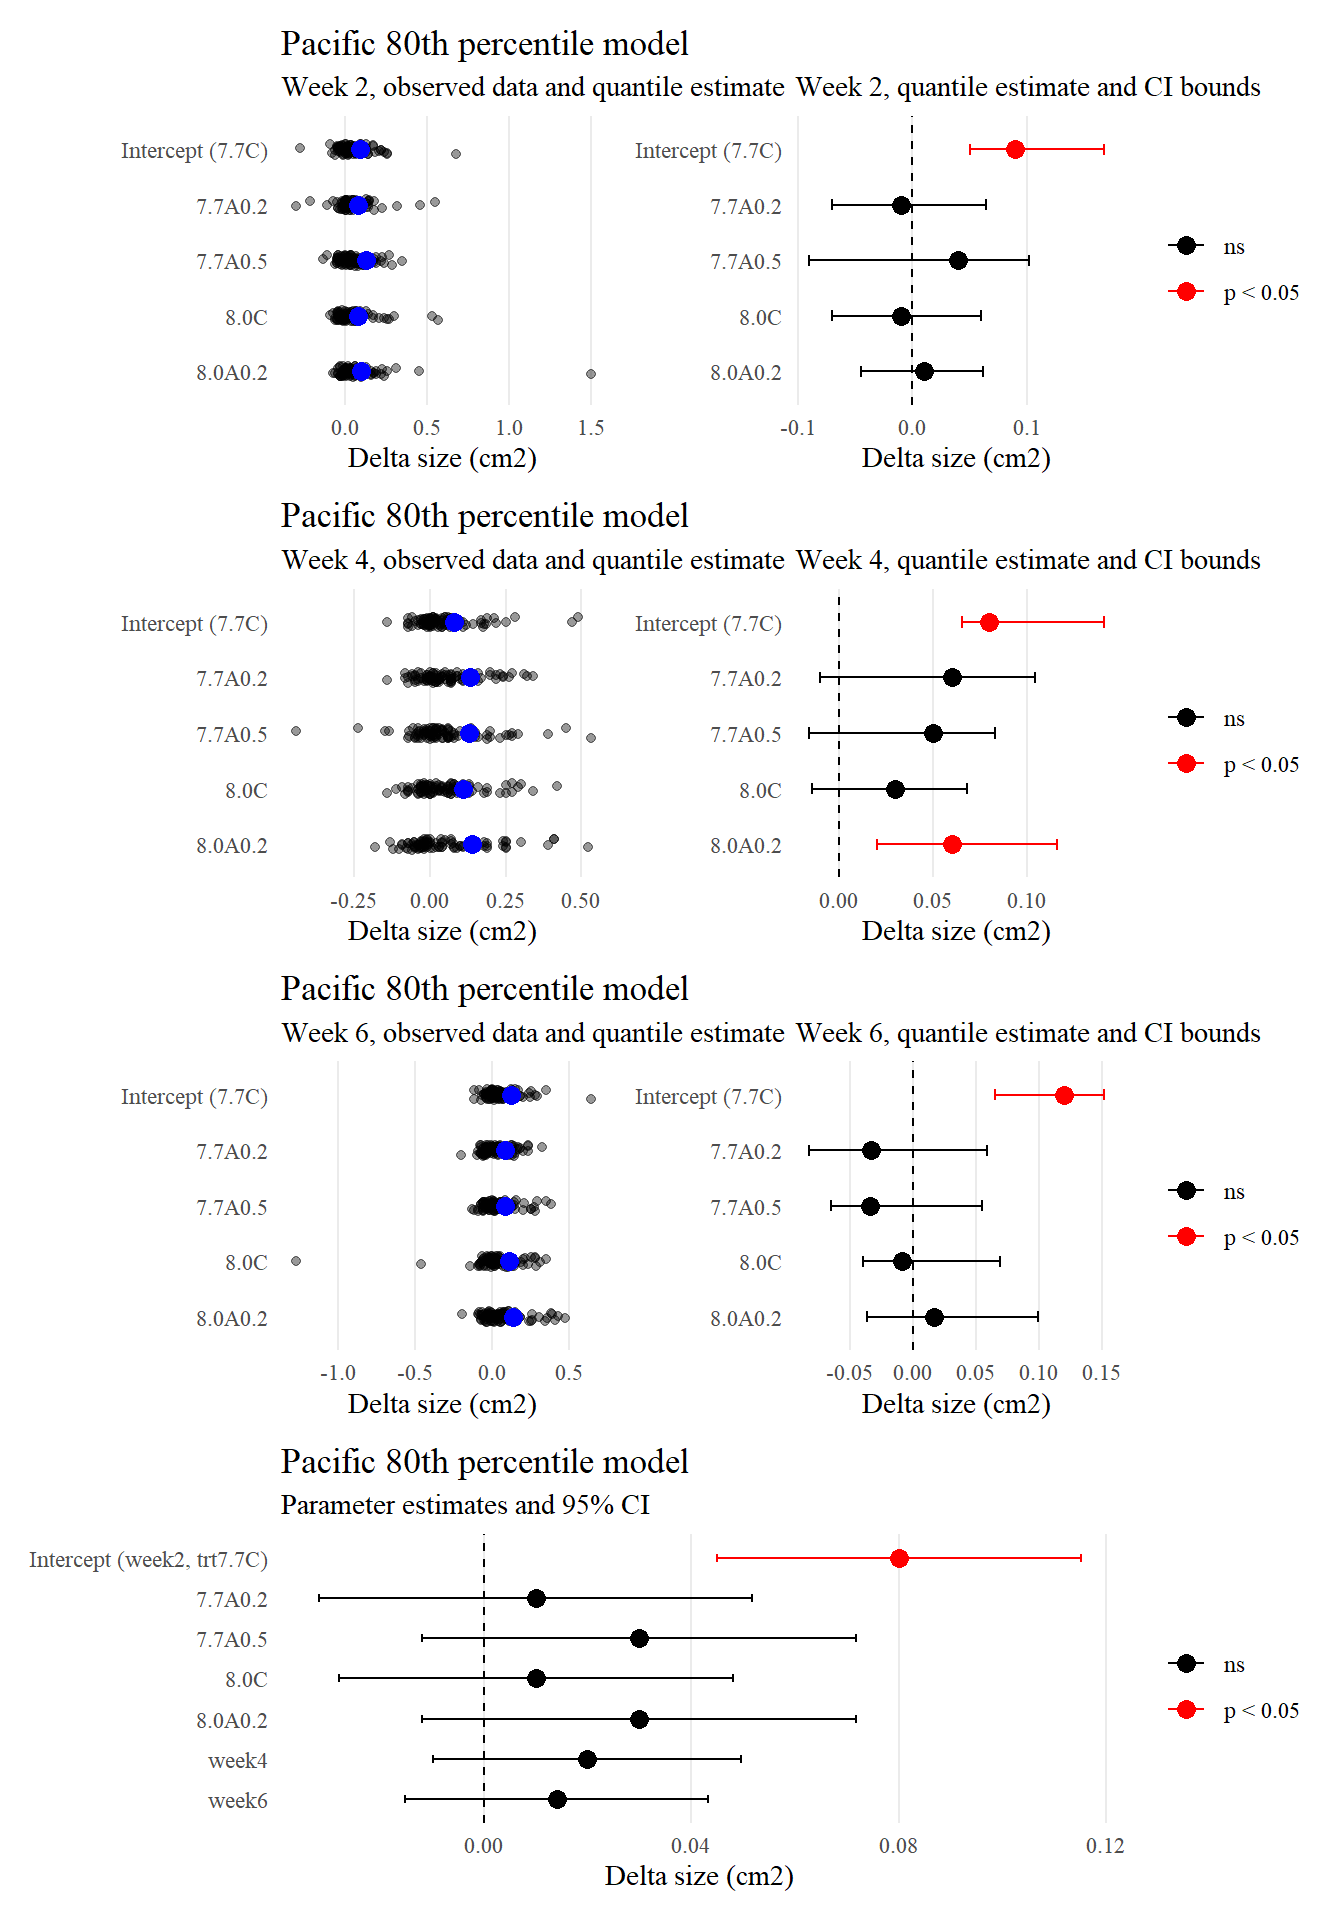 Pacific 80th percentile model
Week 2, observed data and quantile estimate
Intercept (7.7C)
7.7A0.2
7.7A0.5
8.0C
8.0A0.2
0.0 0.5 1.0 1.5
Delta size (cm2)
Week 2, quantile estimate and CI bounds
Intercept (7.7C)
7.7A0.2
7.7A0.5
8.0C
8.0A0.2
-0.1 0.0 0.1
Delta size (cm2)
ns
p < 0.05
Pacific 80th percentile model
Week 4, observed data and quantile estimate
Intercept (7.7C)
7.7A0.2
7.7A0.5
8.0C
8.0A0.2
-0.25 0.00 0.25 0.50
Delta size (cm2)
Week 4, quantile estimate and CI bounds
Intercept (7.7C)
7.7A0.2
7.7A0.5
8.0C
8.0A0.2
0.00 0.05 0.10
Delta size (cm2)
ns
p < 0.05
Pacific 80th percentile model
Week 6, observed data and quantile estimate
Intercept (7.7C)
7.7A0.2
7.7A0.5
8.0C
8.0A0.2
-1.0 -0.5 0.0 0.5
Delta size (cm2)
Week 6, quantile estimate and CI bounds
Intercept (7.7C)
7.7A0.2
7.7A0.5
8.0C
8.0A0.2
-0.05 0.00 0.05 0.10 0.15
Delta size (cm2)
ns
p < 0.05
Pacific 80th percentile model
Parameter estimates and 95% CI
Intercept (week2, trt7.7C)
7.7A0.2
7.7A0.5
8.0C
8.0A0.2
week4
week6
0.00 0.04 0.08 0.12
Delta size (cm2)
ns
p < 0.05